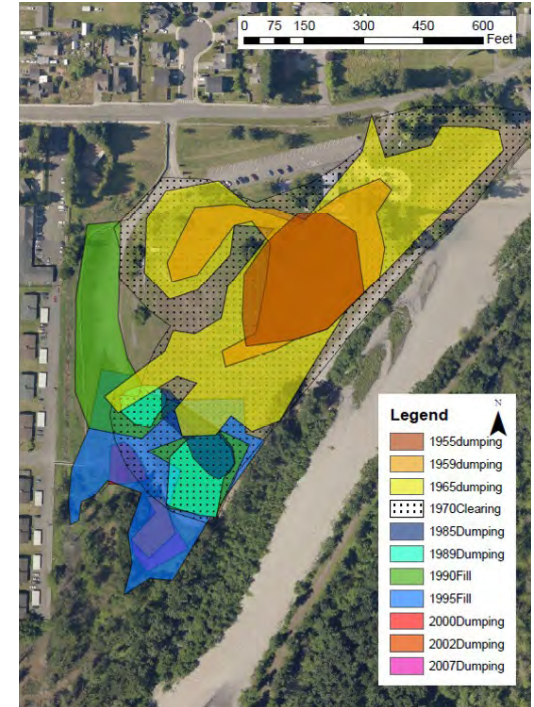 0 75 150 300 450 600
Feet
N
Legend
1955dumping
1959dumping
1965dumping
1970Clearing
1985Dumping
1989Dumping
1990Fill
1995Fill
2000Dumping
2002Dumping
2007Dumping